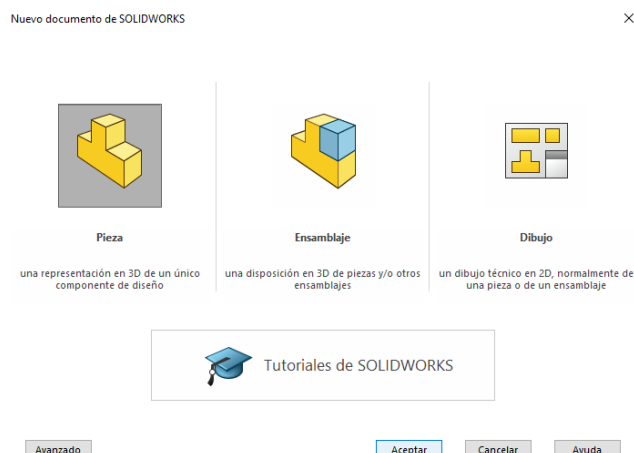 Nuevo documento de SOLIDWORKS
Pieza
una representación en 3D de un único
componente de diseño
Ensamblaje
una disposición en 3D de piezas y/o otros
ensamblajes
Dibujo
un dibujo técnico en 2D, normalmente de
una pieza o de un ensamblaje
Tutoriales de SOLIDWORKS
Avanzado
Aceptar
Cancelar
Ayuda